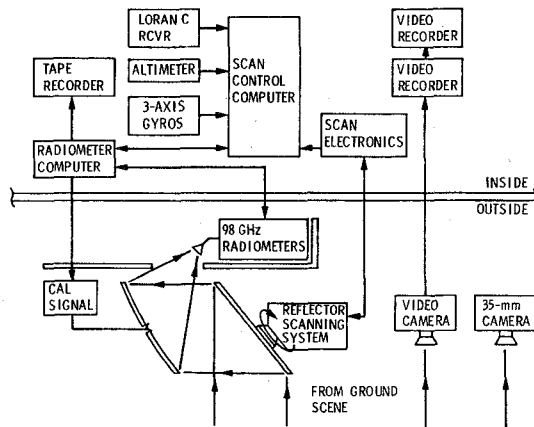 LORAN C
RCVR
ALTIMETER
3-AXIS
GYROS
SCAN
CONTROL
COMPUTER
TAPE
RECORDER
RADIOMETER
COMPUTER
SCAN
ELECTRONICS
VIDEO
RECORDER
VIDEO
RECORDER
INSIDE
OUTSIDE
98 GHz
RADIOMETERS
CAL
SIGNAL
REFLECTOR
SCANNING
SYSTEM
VIDEO
CAMERA
35-mm
CAMERA
FROM GROUND
SCENE